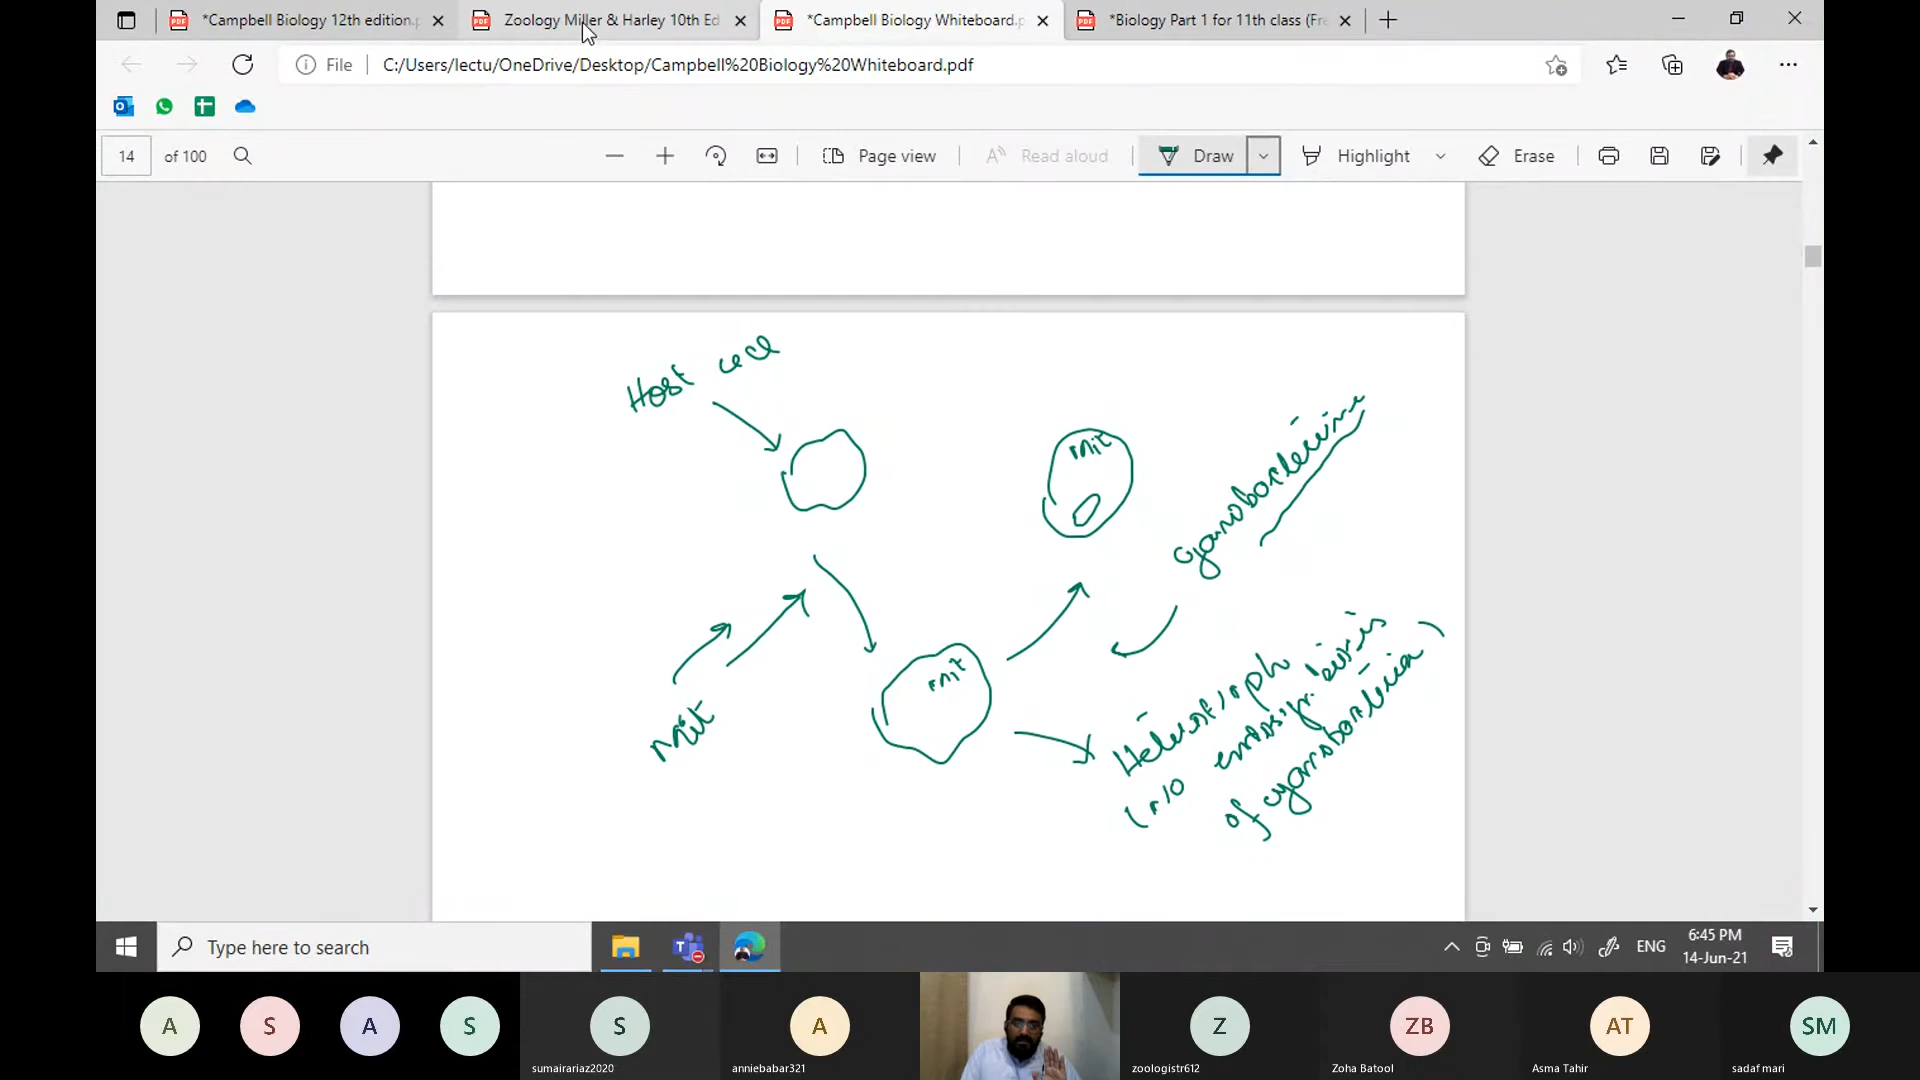 *Campbell Biology 12th edition.p
Zoology Miller & Harley 10th Ed
*Campbell Biology Whiteboard.p
*Biology Part 1 for 11th class (Fre
File
C:/Users/lectu/OneDrive/Desktop/Campbell%20Biology%20Whiteboard.pdf
14 of 100
Page view
Read aloud
Draw
Highlight
Erase
Host cell
mit
cyanobacterium
mit
mit
Heterotroph
(no endosymbiosis
of cyanobacteria)
Type here to search
ENG
6:45 PM
14-Jun-21
A
S
A
S
S
sumairariaz2020
A
anniebabar321
Z
zoologistr612
ZB
Zoha Batool
AT
Asma Tahir
SM
sadaf mari